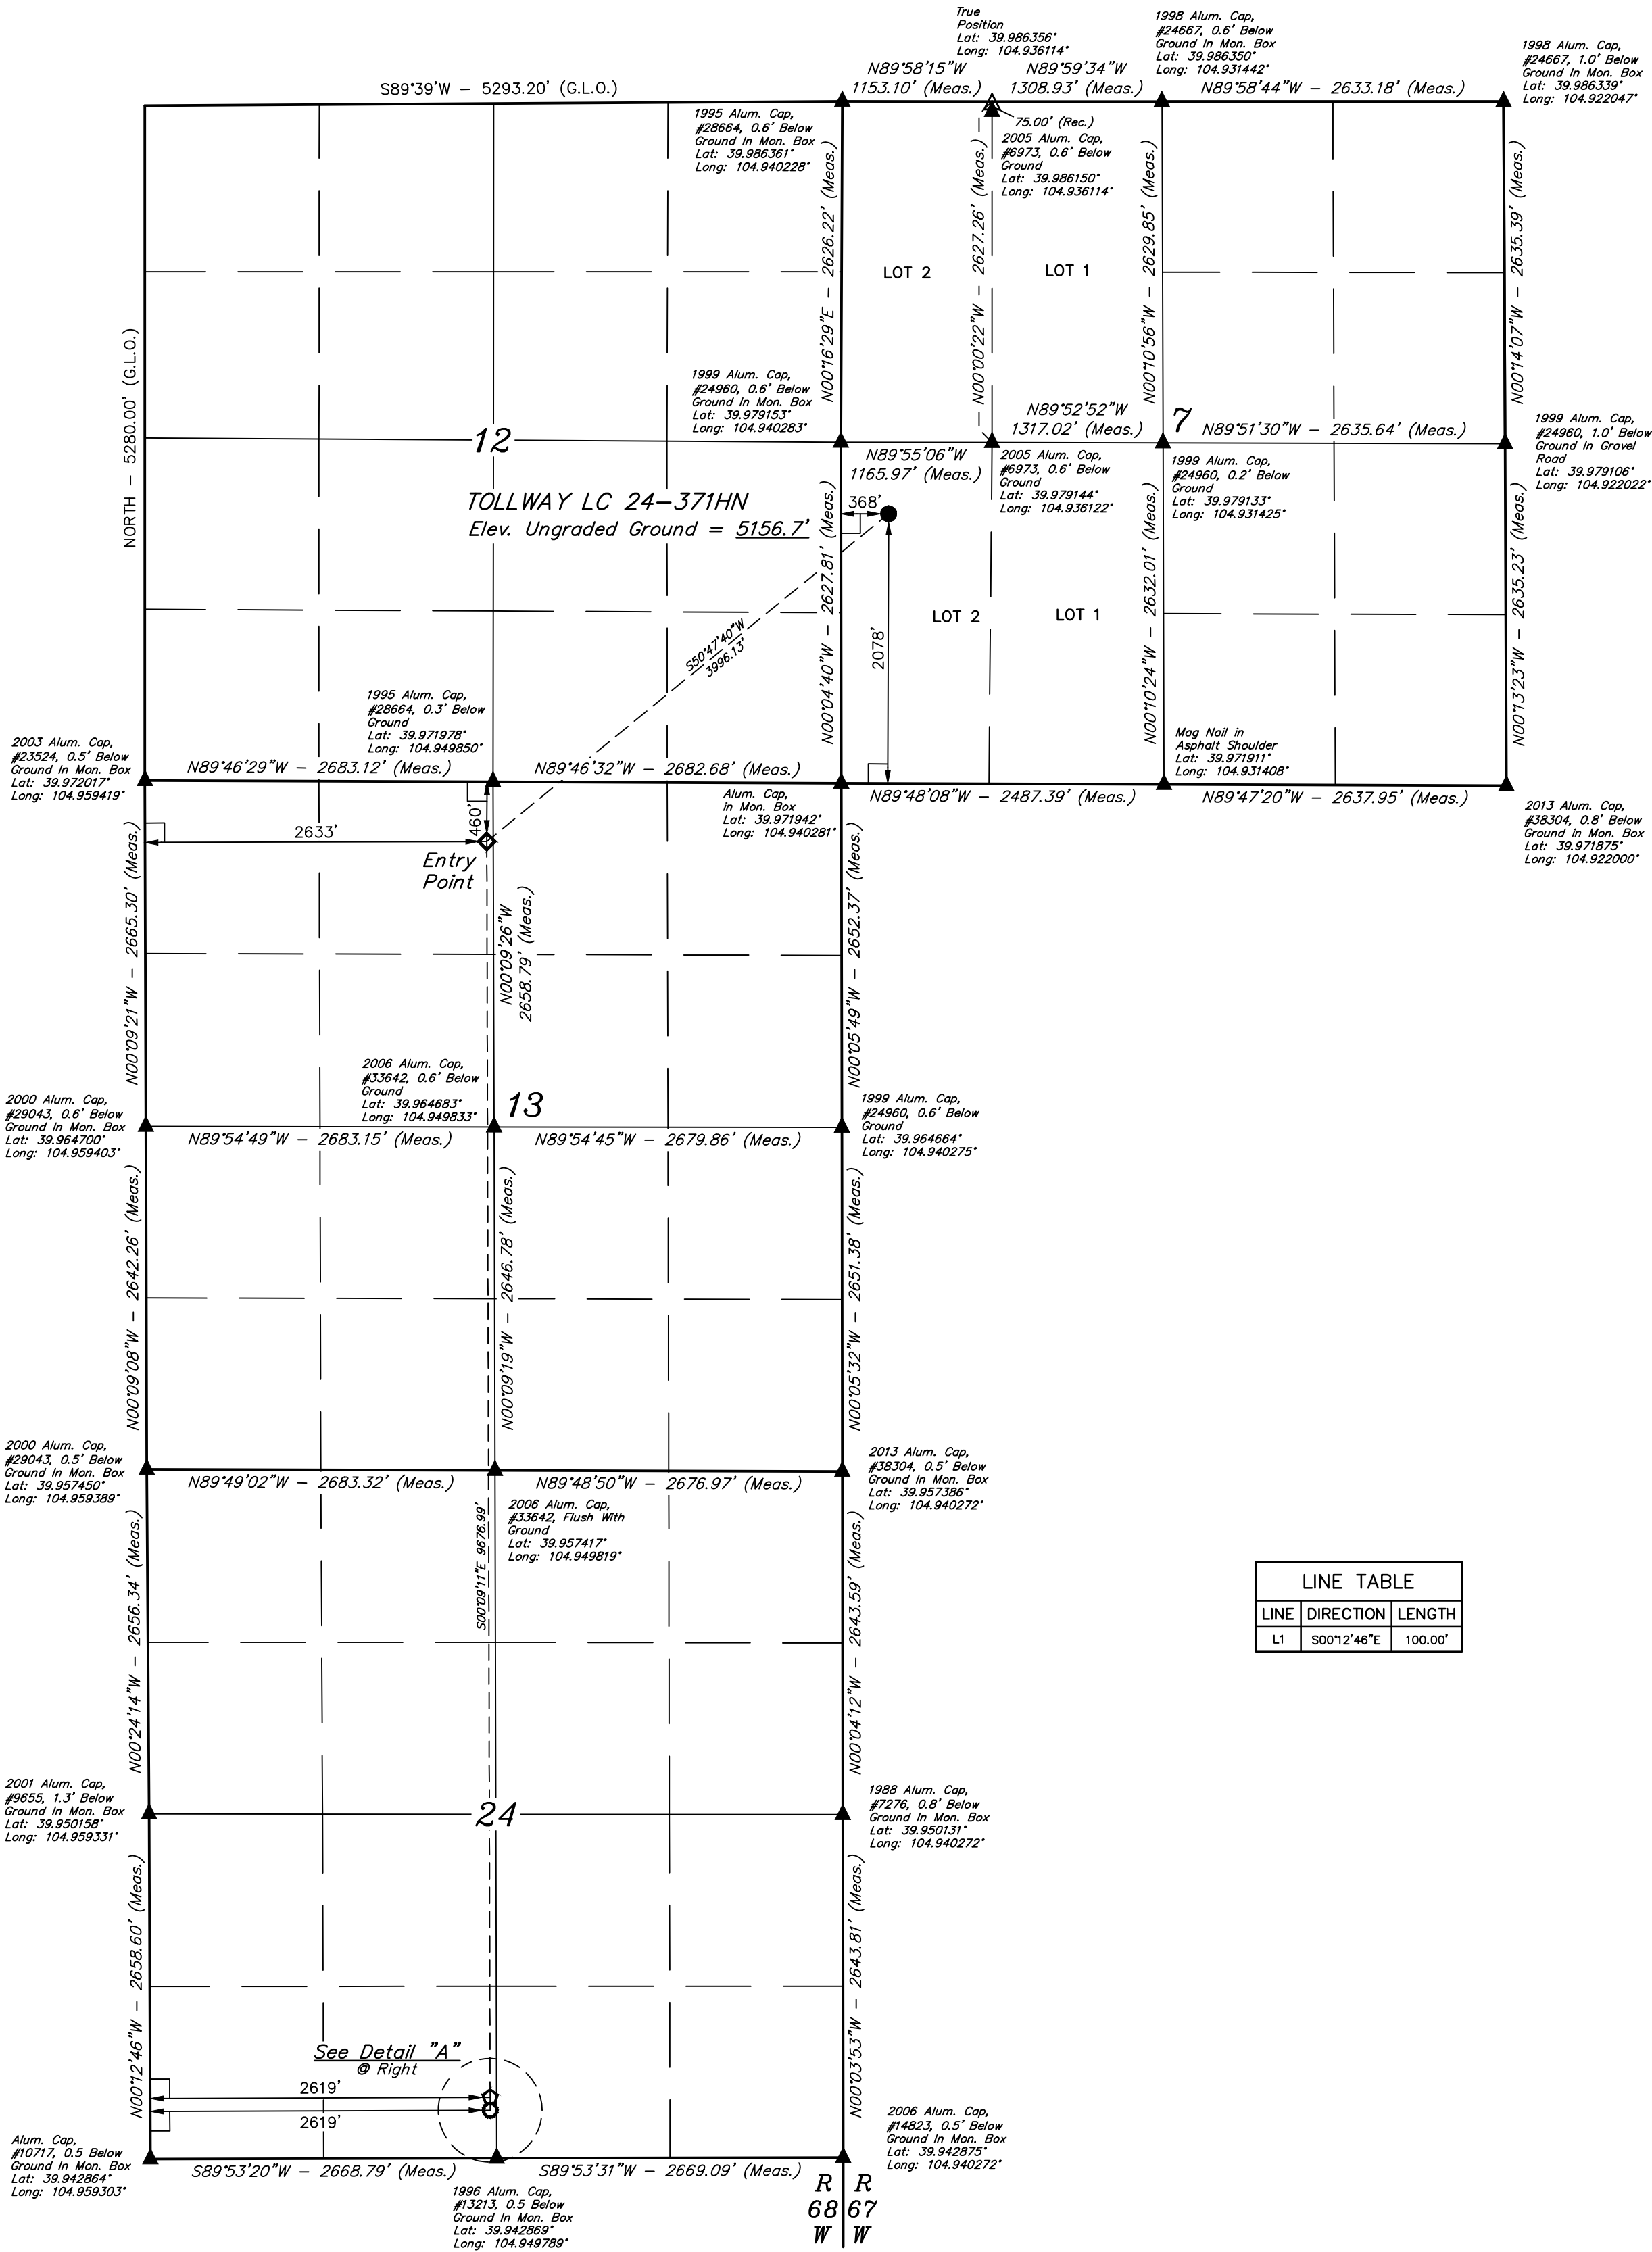 True
Position
Lat: 39.986356°
Long: 104.936114°
1998 Alum. Cap,
#24667, 0.6' Below
Ground In Mon. Box
Lat: 39.986350°
Long: 104.931442°
1998 Alum. Cap,
#24667, 1.0' Below
Ground In Mon. Box
Lat: 39.986339°
Long: 104.922047°
S89°39'W – 5293.20' (G.L.O.)
N89°58'15"W
1153.10' (Meas.)
N89°59'34"W
1308.93' (Meas.)
N89°58'44"W – 2633.18' (Meas.)
1995 Alum. Cap,
#28664, 0.6' Below
Ground In Mon. Box
Lat: 39.986361°
Long: 104.940228°
75.00' (Rec.)
2005 Alum. Cap,
#6973, 0.6' Below
Ground
Lat: 39.986150°
Long: 104.936114°
NORTH – 5280.00' (G.L.O.)
N00°16'29"E – 2626.22' (Meas.)
N00°00'22"W – 2627.26' (Meas.)
N00°10'56"W – 2629.85' (Meas.)
N00°14'07"W – 2635.39' (Meas.)
LOT 2
LOT 1
1999 Alum. Cap,
#24960, 0.6' Below
Ground In Mon. Box
Lat: 39.979153°
Long: 104.940283°
12
N89°52'52"W
1317.02' (Meas.)
7
N89°51'30"W – 2635.64' (Meas.)
1999 Alum. Cap,
#24960, 1.0' Below
Ground In Gravel
Road
Lat: 39.979106°
Long: 104.922022°
N89°55'06"W
1165.97' (Meas.)
2005 Alum. Cap,
#6973, 0.6' Below
Ground
Lat: 39.979144°
Long: 104.936122°
1999 Alum. Cap,
#24960, 0.2' Below
Ground
Lat: 39.979133°
Long: 104.931425°
TOLLWAY LC 24–371HN
Elev. Ungraded Ground = 5156.7'
368'
2078'
N00°04'40"W – 2627.81' (Meas.)
N00°10'24"W – 2632.01' (Meas.)
N00°13'23"W – 2635.23' (Meas.)
LOT 2
LOT 1
S50°47'40"W
3996.13'
1995 Alum. Cap,
#28664, 0.3' Below
Ground
Lat: 39.971978°
Long: 104.949850°
2003 Alum. Cap,
#23524, 0.5' Below
Ground In Mon. Box
Lat: 39.972017°
Long: 104.959419°
N89°46'29"W – 2683.12' (Meas.)
N89°46'32"W – 2682.68' (Meas.)
Mag Nail in
Asphalt Shoulder
Lat: 39.971911°
Long: 104.931408°
Alum. Cap,
in Mon. Box
Lat: 39.971942°
Long: 104.940281°
N89°48'08"W – 2487.39' (Meas.)
N89°47'20"W – 2637.95' (Meas.)
2013 Alum. Cap,
#38304, 0.8' Below
Ground in Mon. Box
Lat: 39.971875°
Long: 104.922000°
2633'
460'
Entry
Point
N00°09'21"W – 2665.30' (Meas.)
N00°09'26"W
2658.79' (Meas.)
N00°05'49"W – 2652.37' (Meas.)
2006 Alum. Cap,
#33642, 0.6' Below
Ground
Lat: 39.964683°
Long: 104.949833°
13
2000 Alum. Cap,
#29043, 0.6' Below
Ground In Mon. Box
Lat: 39.964700°
Long: 104.959403°
1999 Alum. Cap,
#24960, 0.6' Below
Ground
Lat: 39.964664°
Long: 104.940275°
N89°54'49"W – 2683.15' (Meas.)
N89°54'45"W – 2679.86' (Meas.)
N00°09'08"W – 2642.26' (Meas.)
N00°09'19"W – 2646.78' (Meas.)
N00°05'32"W – 2651.38' (Meas.)
2000 Alum. Cap,
#29043, 0.5' Below
Ground In Mon. Box
Lat: 39.957450°
Long: 104.959389°
N89°49'02"W – 2683.32' (Meas.)
N89°48'50"W – 2676.97' (Meas.)
2013 Alum. Cap,
#38304, 0.5' Below
Ground In Mon. Box
Lat: 39.957386°
Long: 104.940272°
2006 Alum. Cap,
#33642, Flush With
Ground
Lat: 39.957417°
Long: 104.949819°
S00°09'11"E 9676.99'
N00°24'14"W – 2656.34' (Meas.)
N00°04'12"W – 2643.59' (Meas.)
LINE TABLE
LINE DIRECTION LENGTH
L1 S00°12'46"E 100.00'
2001 Alum. Cap,
#9655, 1.3' Below
Ground In Mon. Box
Lat: 39.950158°
Long: 104.959331°
24
1988 Alum. Cap,
#7276, 0.8' Below
Ground In Mon. Box
Lat: 39.950131°
Long: 104.940272°
N00°12'46"W – 2658.60' (Meas.)
N00°03'53"W – 2643.81' (Meas.)
See Detail "A"
@ Right
2619'
2619'
Alum. Cap,
#10717, 0.5 Below
Ground In Mon. Box
Lat: 39.942864°
Long: 104.959303°
2006 Alum. Cap,
#14823, 0.5' Below
Ground In Mon. Box
Lat: 39.942875°
Long: 104.940272°
S89°53'20"W – 2668.79' (Meas.)
S89°53'31"W – 2669.09' (Meas.)
1996 Alum. Cap,
#13213, 0.5 Below
Ground In Mon. Box
Lat: 39.942869°
Long: 104.949789°
R R
68 67
W W